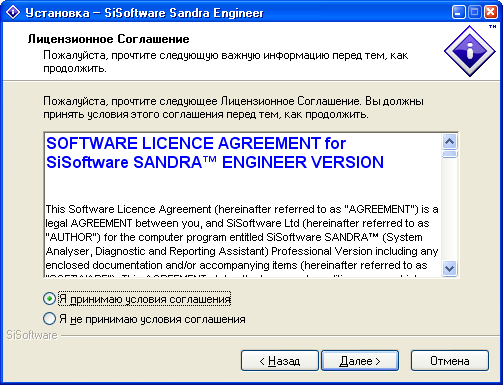 Установка – SiSoftware Sandra Engineer
Лицензионное Соглашение
Пожалуйста, прочтите следующую важную информацию перед тем, как
продолжить.
TM
Пожалуйста, прочтите следующее Лицензионное Соглашение. Вы должны
принять условия этого соглашения перед тем, как продолжить.
SOFTWARE LICENCE AGREEMENT for
SiSoftware SANDRA™ ENGINEER VERSION
This Software Licence Agreement (hereinafter referred to as "AGREEMENT") is a
legal AGREEMENT between you, and SiSoftware Ltd (hereinafter referred to as
"AUTHOR") for the computer program entitled SiSoftware SANDRA™ (System
Analyser, Diagnostic and Reporting Assistant) Professional Version including any
enclosed documentation and/or accompanying items (hereinafter referred to as
Я принимаю условия соглашения
Я не принимаю условия соглашения
SiSoftware
< Назад
Далее >
Отмена